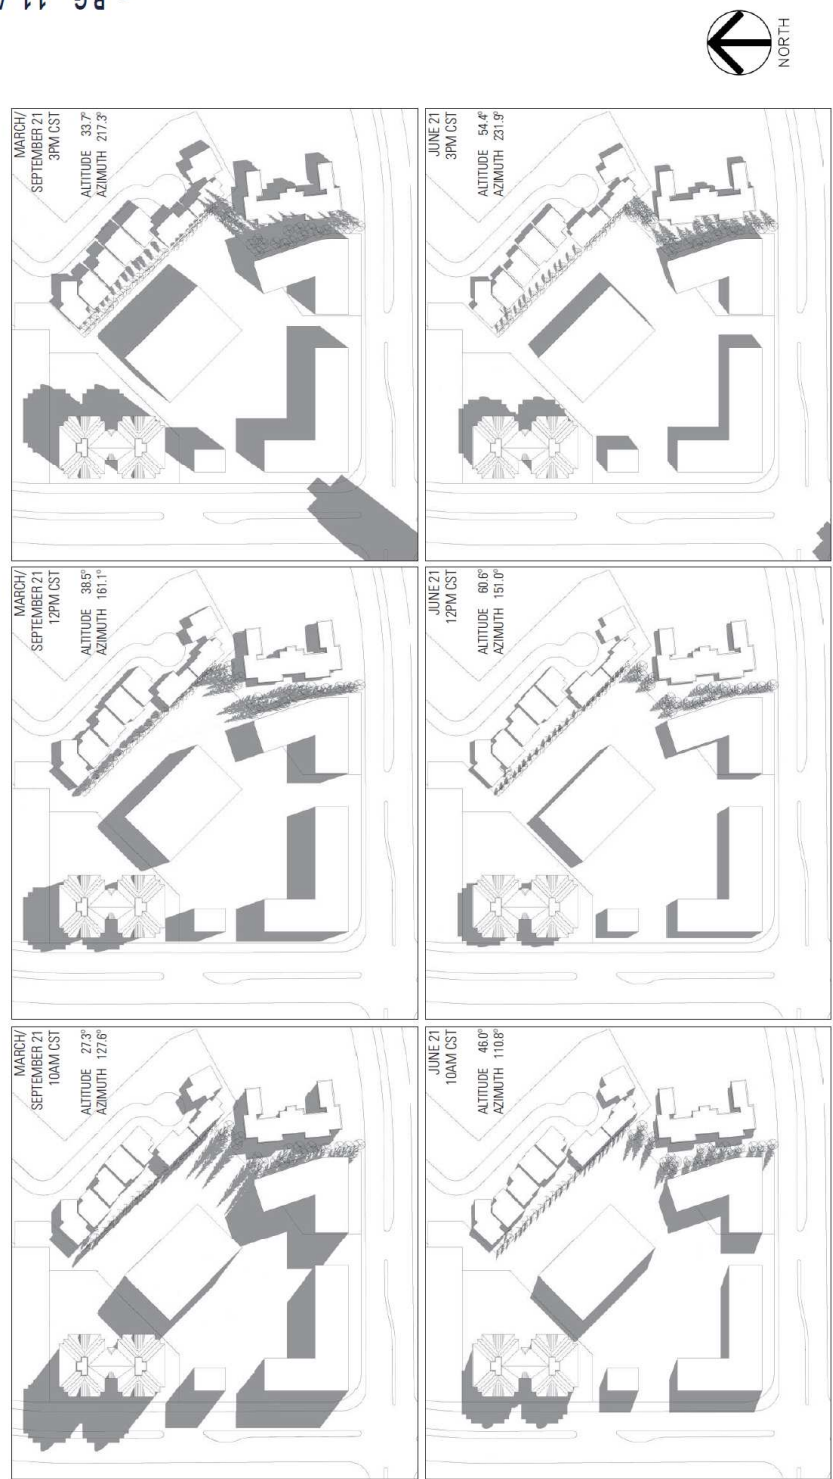 NORTH
MARCH/
SEPTEMBER 21
10AM CST
ALTITUDE 27.3°
AZIMUTH 127.6°
MARCH/
SEPTEMBER 21
12PM CST
ALTITUDE 38.5°
AZIMUTH 161.1°
MARCH/
SEPTEMBER 21
3PM CST
ALTITUDE 33.7°
AZIMUTH 217.3°
JUNE 21
10AM CST
ALTITUDE 46.0°
AZIMUTH 110.8°
JUNE 21
12PM CST
ALTITUDE 60.6°
AZIMUTH 151.0°
JUNE 21
3PM CST
ALTITUDE 54.4°
AZIMUTH 231.9°